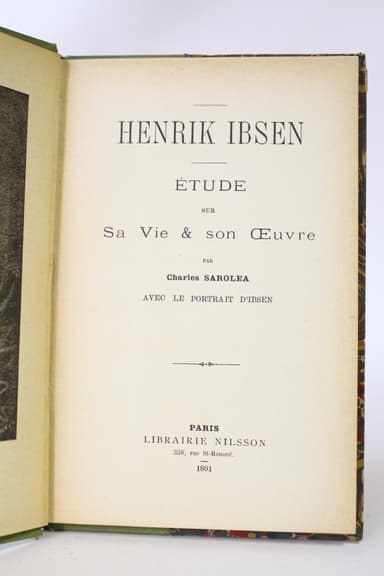 HENRIK IBSEN
ÉTUDE
SUR
Sa Vie & son Œuvre
PAR
Charles SAROLEA
AVEC LE PORTRAIT D'IBSEN
PARIS
LIBRAIRIE NILSSON
338, rue St-Honoré.
1891